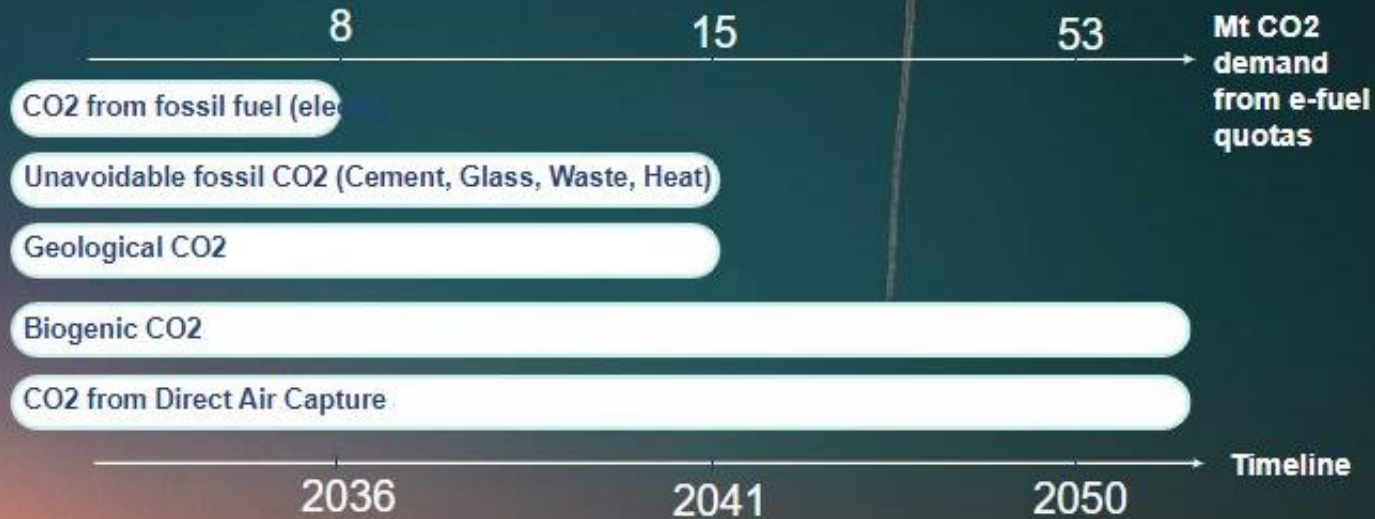 8 15 53
Mt CO2
demand
from e-fuel
quotas
CO2 from fossil fuel
Unavoidable fossil CO2 (Cement, Glass, Waste, Heat)
Geological CO2
Biogenic CO2
CO2 from Direct Air Capture
Timeline
2036 2041 2050